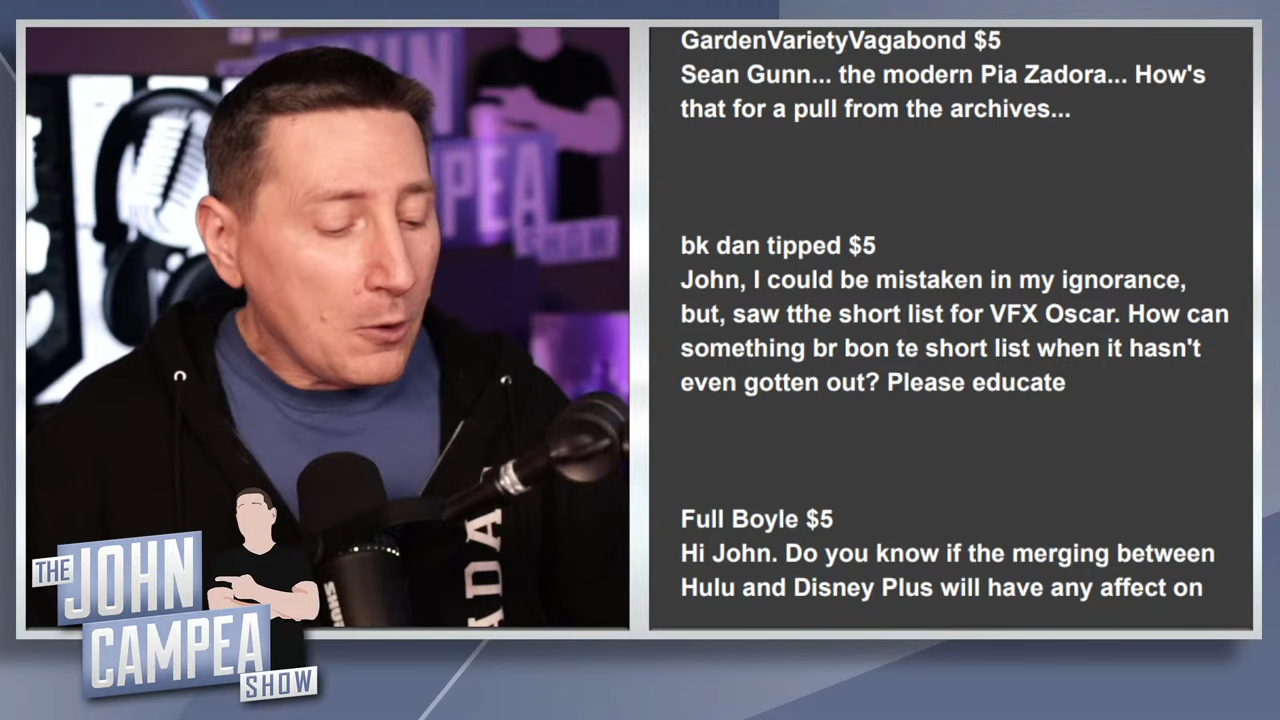 GardenVarietyVagabond $5
Sean Gunn... the modern Pia Zadora... How's
that for a pull from the archives...
bk dan tipped $5
John, I could be mistaken in my ignorance,
but, saw tthe short list for VFX Oscar. How can
something br bon te short list when it hasn't
even gotten out? Please educate
Full Boyle $5
Hi John. Do you know if the merging between
Hulu and Disney Plus will have any affect on
CAMPEA
SHOW
ADA
THE
JOHN
CAMPEA
SHOW